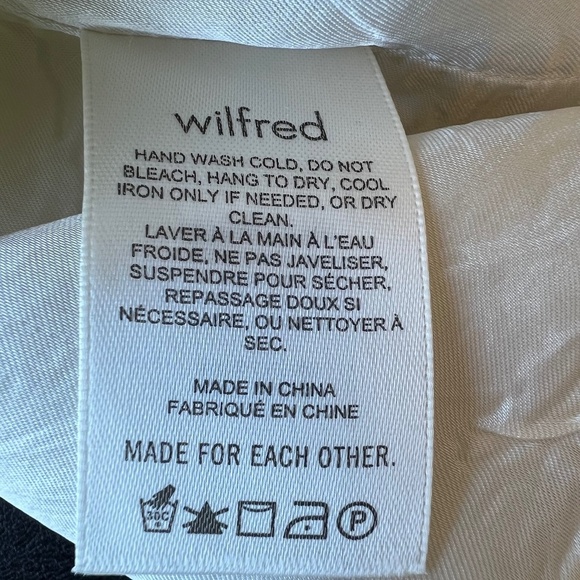 wilfred
HAND WASH COLD, DO NOT
BLEACH, HANG TO DRY, COOL
IRON ONLY IF NEEDED, OR DRY
CLEAN.
LAVER À LA MAIN À L'EAU
FROIDE, NE PAS JAVELISER,
SUSPENDRE POUR SÉCHER.
REPASSAGE DOUX SI
NÉCESSAIRE, OU NETTOYER À
SEC.
MADE IN CHINA
FABRIQUÉ EN CHINE
MADE FOR EACH OTHER.
30C P